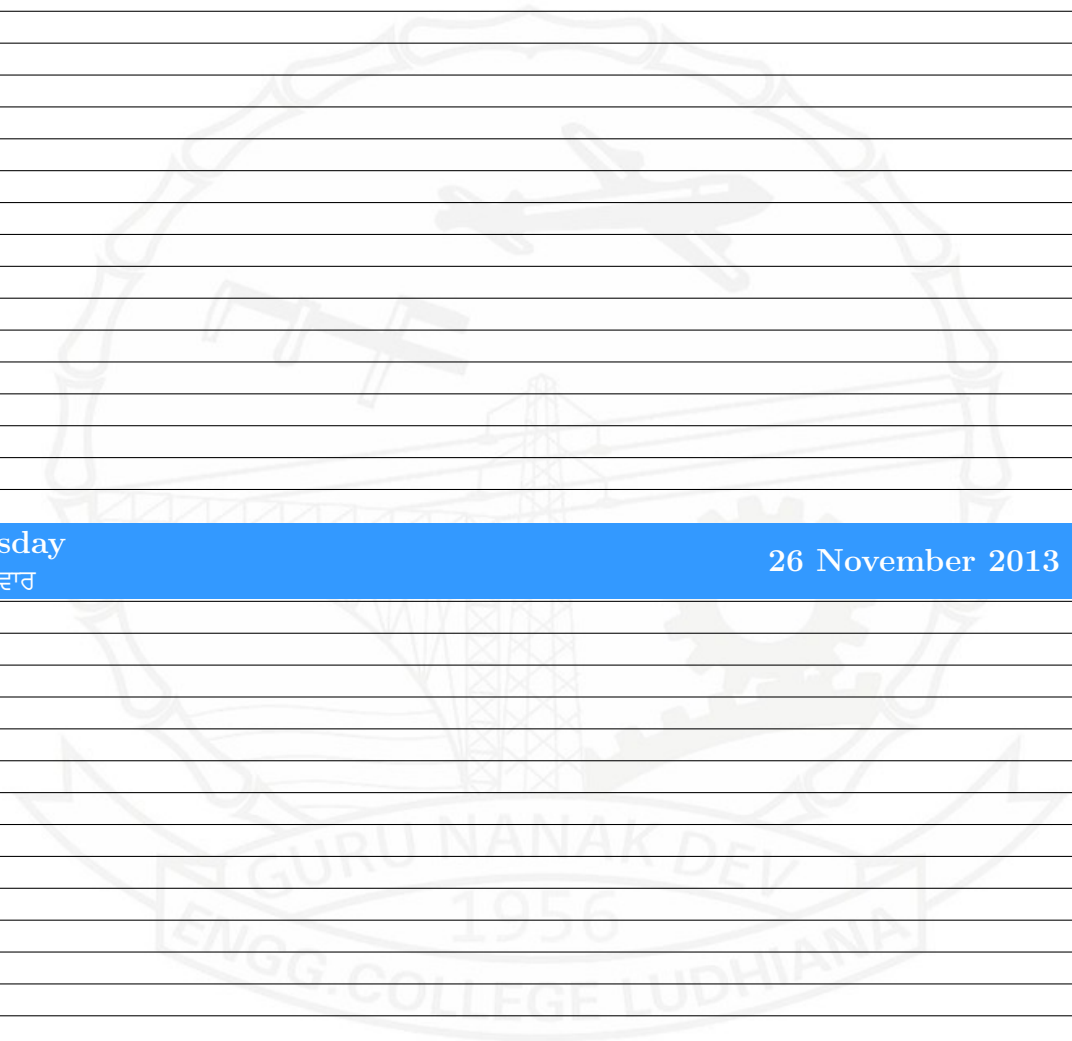 sday
ਵਾਰ
26 November 2013
GURU NANAK DEV
1956
ENGG. COLLEGE LUDHIANA